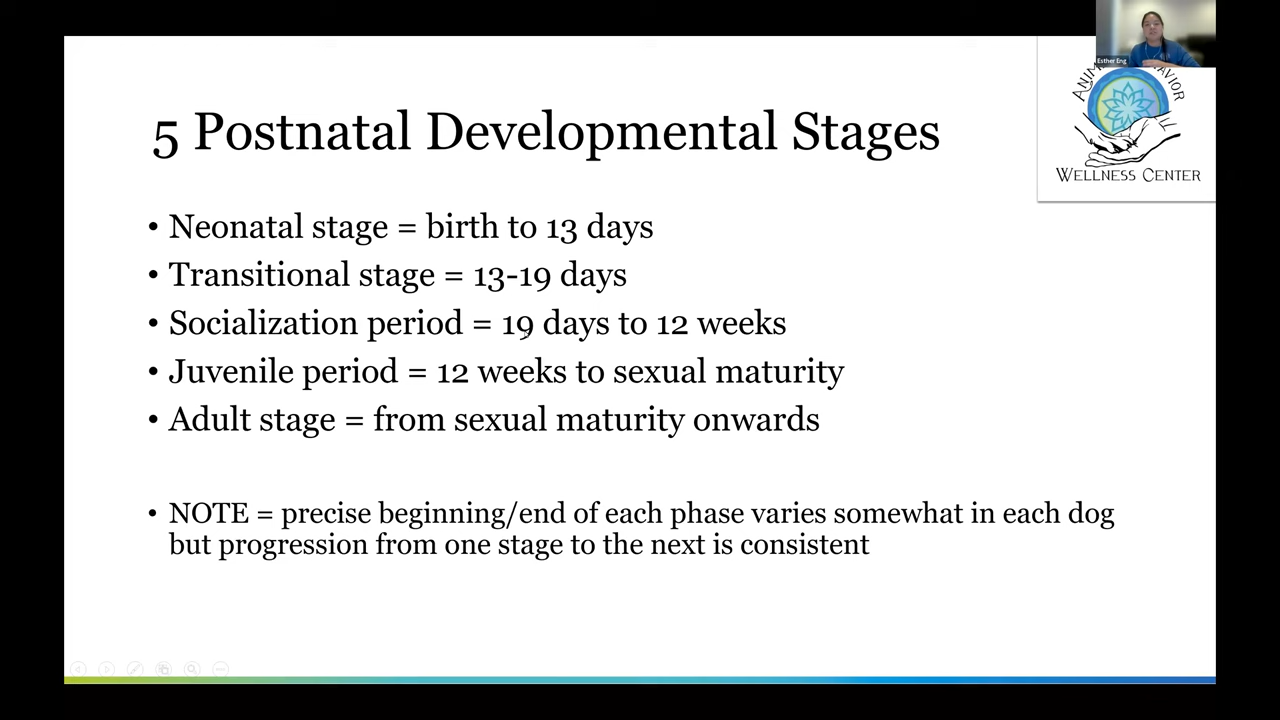 Esther Eng
5 Postnatal Developmental Stages
WELLNESS CENTER
• Neonatal stage = birth to 13 days
• Transitional stage = 13-19 days
• Socialization period = 19 days to 12 weeks
• Juvenile period = 12 weeks to sexual maturity
• Adult stage = from sexual maturity onwards
• NOTE = precise beginning/end of each phase varies somewhat in each dog
but progression from one stage to the next is consistent